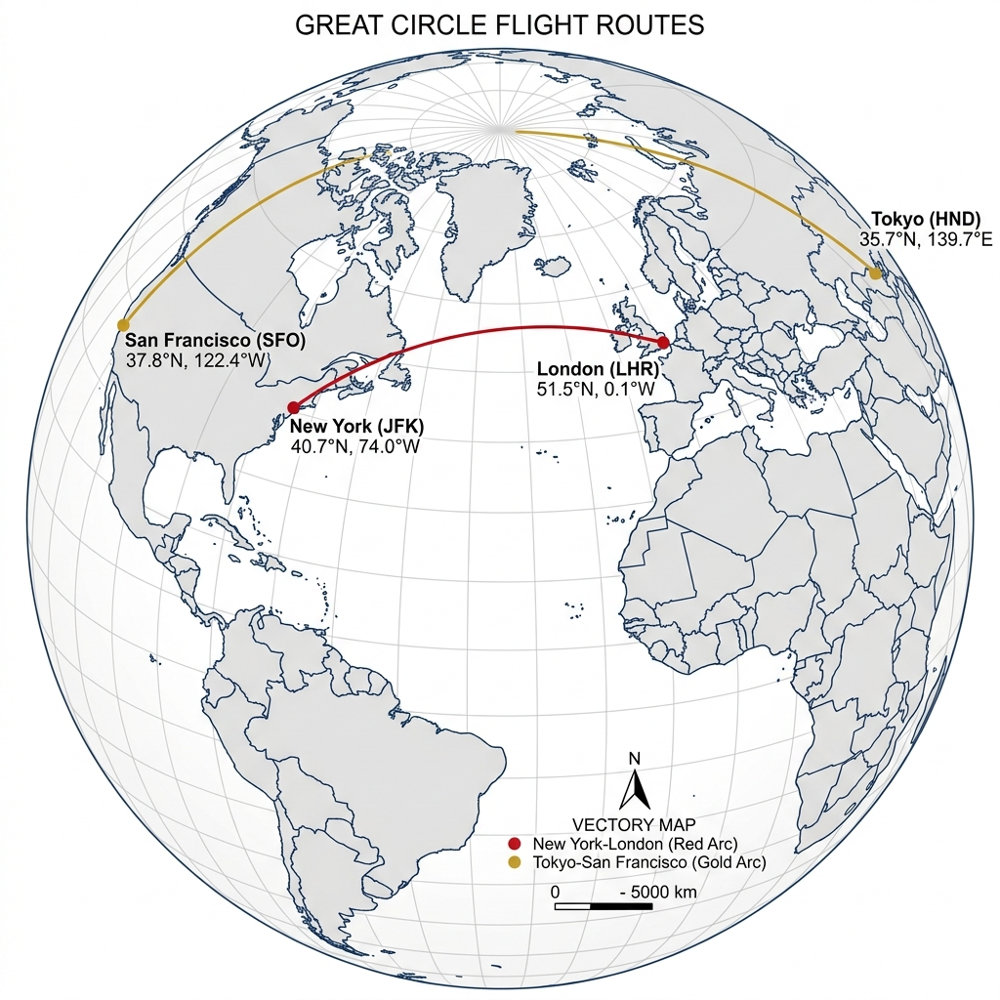 GREAT CIRCLE FLIGHT ROUTES
Tokyo (HND)
35.7°N, 139.7°E
San Francisco (SFO)
37.8°N, 122.4°W
London (LHR)
51.5°N, 0.1°W
New York (JFK)
40.7°N, 74.0°W
N
VECTORY MAP
New York-London (Red Arc)
Tokyo-San Francisco (Gold Arc)
0 - 5000 km